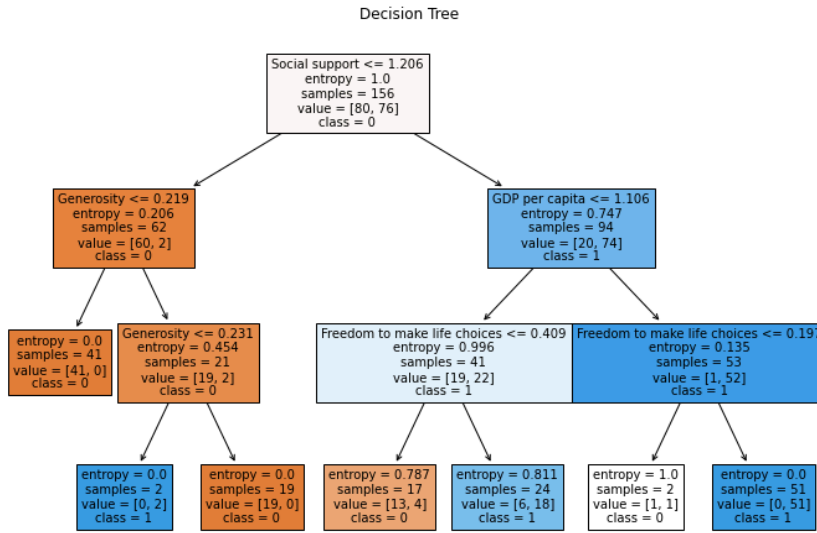 Decision Tree
Social support <= 1.206
entropy = 1.0
samples = 156
value = [80, 76]
class = 0
Generosity <= 0.219
entropy = 0.206
samples = 62
value = [60, 2]
class = 0
GDP per capita <= 1.106
entropy = 0.747
samples = 94
value = [20, 74]
class = 1
entropy = 0.0
samples = 41
value = [41, 0]
class = 0
Generosity <= 0.231
entropy = 0.454
samples = 21
value = [19, 2]
class = 0
Freedom to make life choices <= 0.409
entropy = 0.996
samples = 41
value = [19, 22]
class = 1
Freedom to make life choices <= 0.197
entropy = 0.135
samples = 53
value = [1, 52]
class = 1
entropy = 0.0
samples = 2
value = [0, 2]
class = 1
entropy = 0.0
samples = 19
value = [19, 0]
class = 0
entropy = 0.787
samples = 17
value = [13, 4]
class = 0
entropy = 0.811
samples = 24
value = [6, 18]
class = 1
entropy = 1.0
samples = 2
value = [1, 1]
class = 0
entropy = 0.0
samples = 51
value = [0, 51]
class = 1